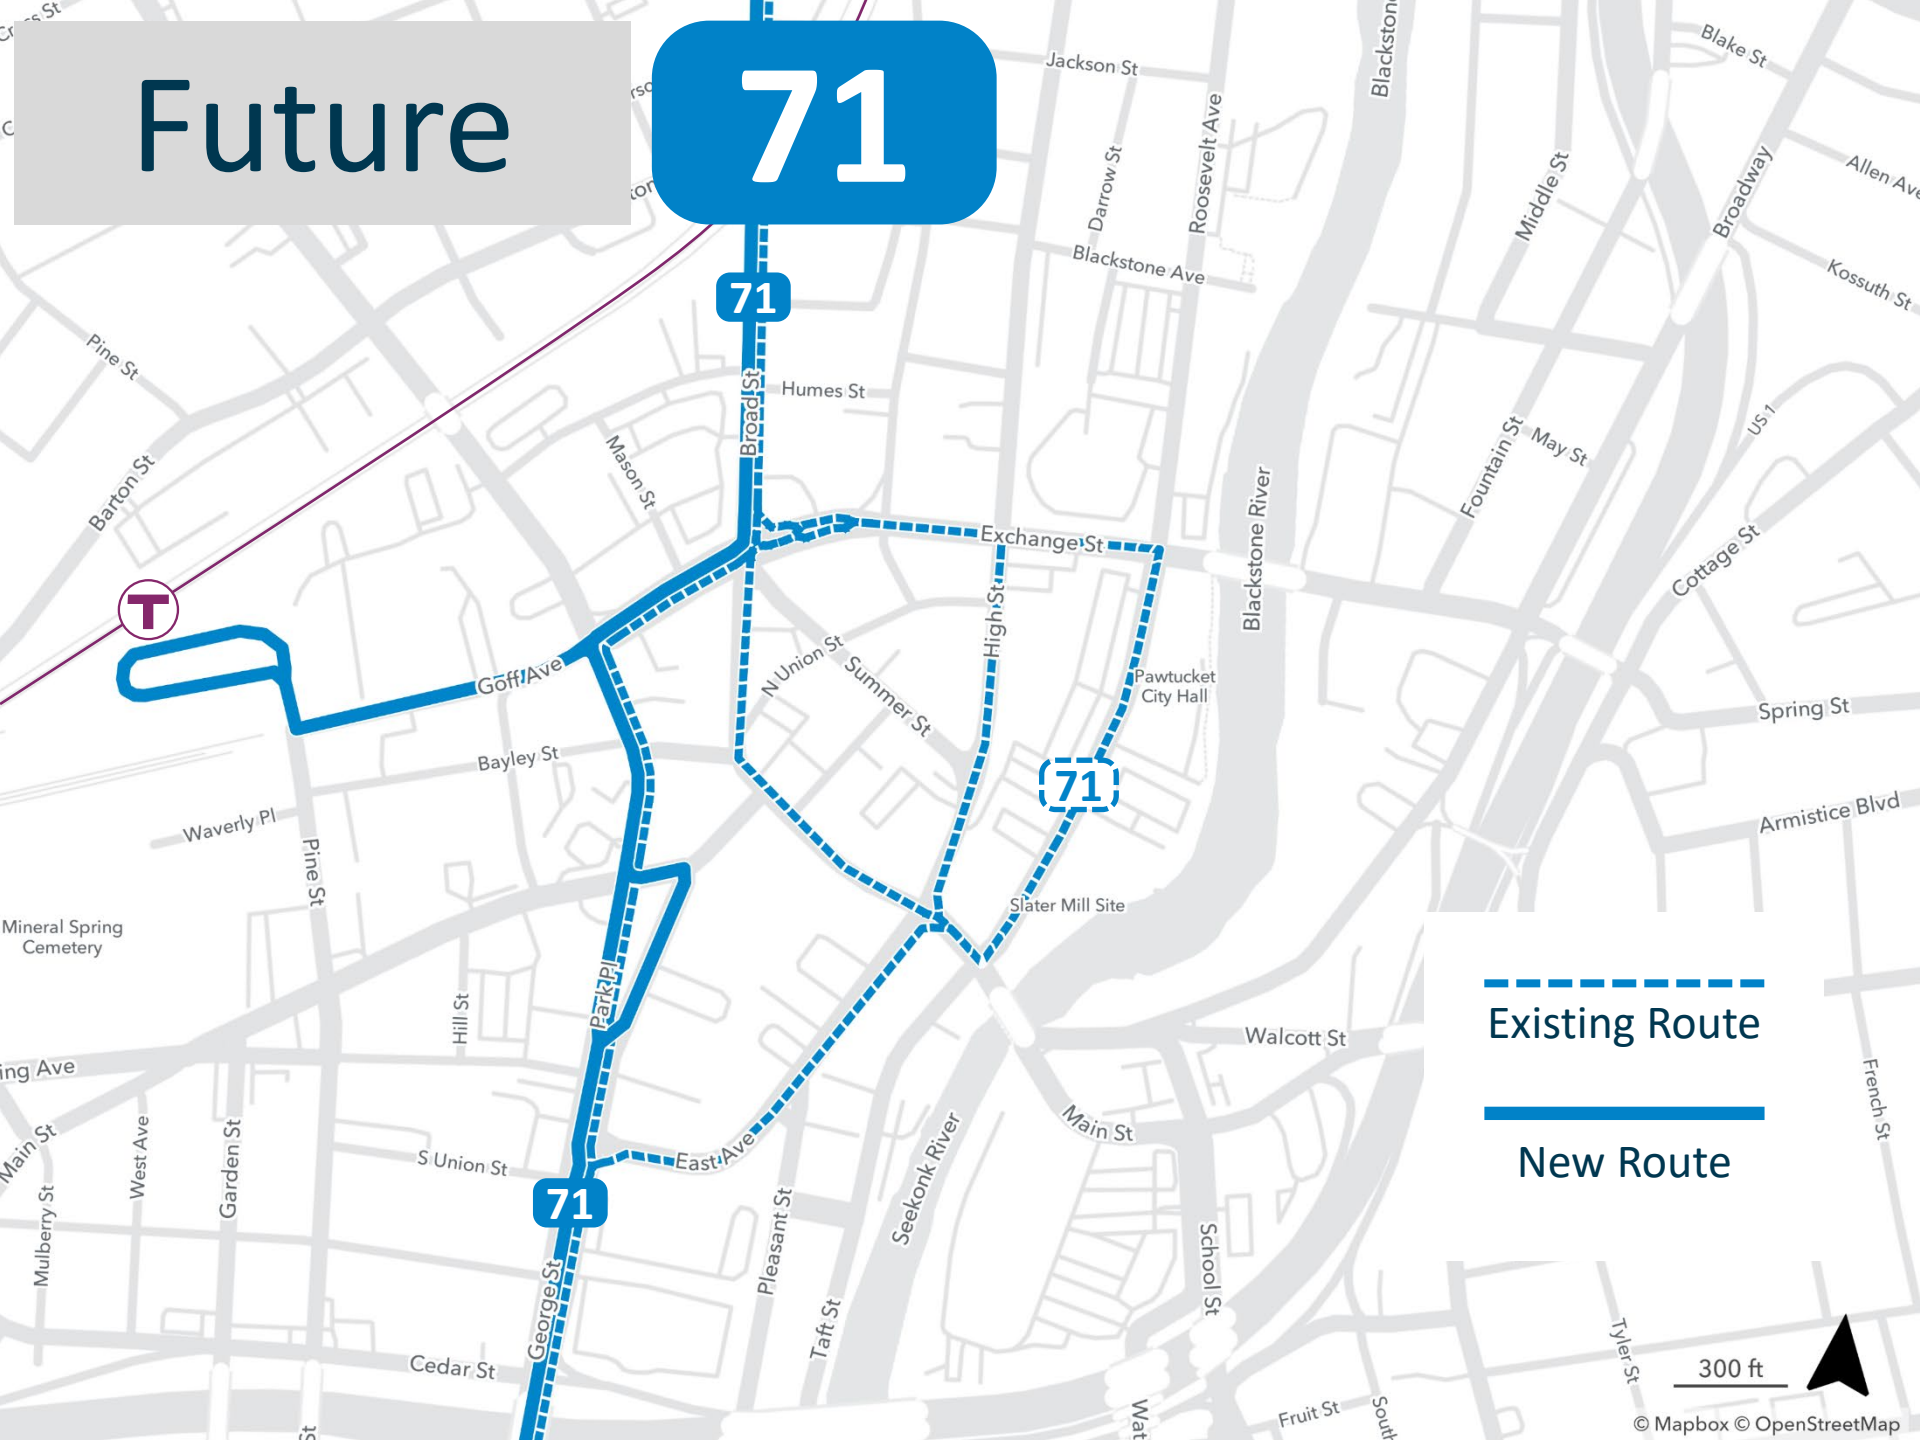 Future
71
Jackson St
Blackstone
Blake St
Roosevelt Ave
Darrow St
Middle St
Broadway
Allen Ave
Blackstone Ave
Kossuth St
71
Pine St
Broad St
Humes St
Mason St
Barton St
Fountain St
May St
US 1
Blackstone River
Exchange St
Cottage St
T
High St
N Union St
Summer St
Goff Ave
Pawtucket
City Hall
Spring St
Bayley St
71
Armistice Blvd
Waverly Pl
Pine St
Slater Mill Site
Mineral Spring
Cemetery
Park Pl
Hill St
Existing Route
Walcott St
ing Ave
French St
Main St
Main St
West Ave
Garden St
S Union St
East Ave
New Route
Seekonk River
71
Mulberry St
Pleasant St
School St
George St
Taft St
Cedar St
Tyler St
300 ft
Fruit St
South
Wat
St
© Mapbox © OpenStreetMap